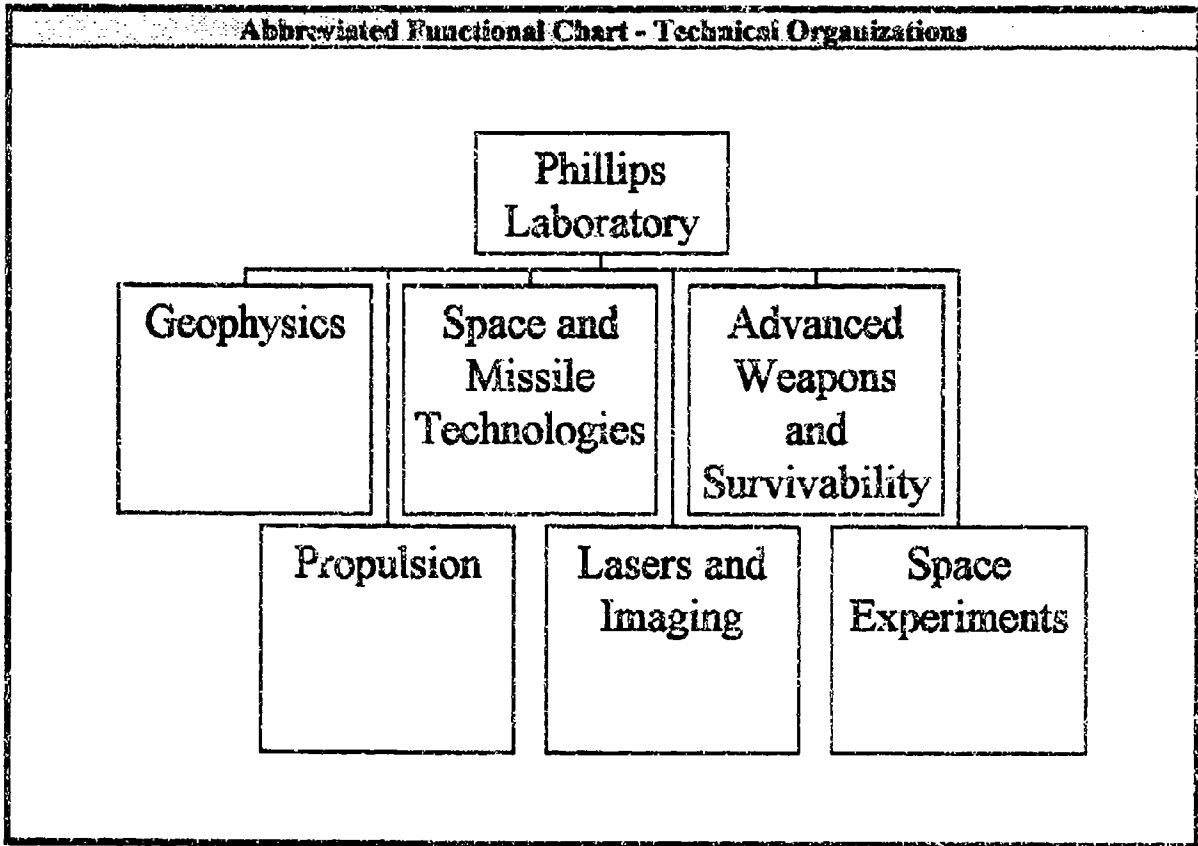 Abbreviated Functional Chart - Technical Organizations
Phillips
Laboratory
Geophysics
Space and
Missile
Technologies
Advanced
Weapons
and
Survivability
Propulsion
Lasers and
Imaging
Space
Experiments